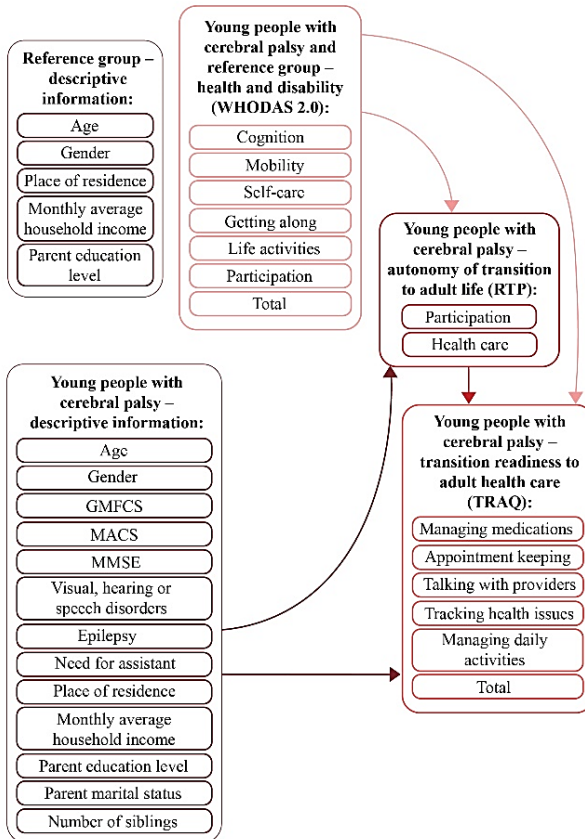 Reference group –
descriptive
information:
Age
Gender
Place of residence
Monthly average
household income
Parent education
level
Young people with
cerebral palsy and
reference group –
health and disability
(WHODAS 2.0):
Cognition
Mobility
Self-care
Getting along
Life activities
Participation
Total
Young people with
cerebral palsy –
autonomy of transition
to adult life (RTP):
Participation
Health care
Young people with
cerebral palsy –
descriptive information:
Age
Gender
GMFCS
MACS
MMSE
Visual, hearing or
speech disorders
Epilepsy
Need for assistant
Place of residence
Monthly average
household income
Parent education level
Parent marital status
Number of siblings
Young people with
cerebral palsy –
transition readiness to
adult health care
(TRAQ):
Managing medications
Appointment keeping
Talking with providers
Tracking health issues
Managing daily
activities
Total